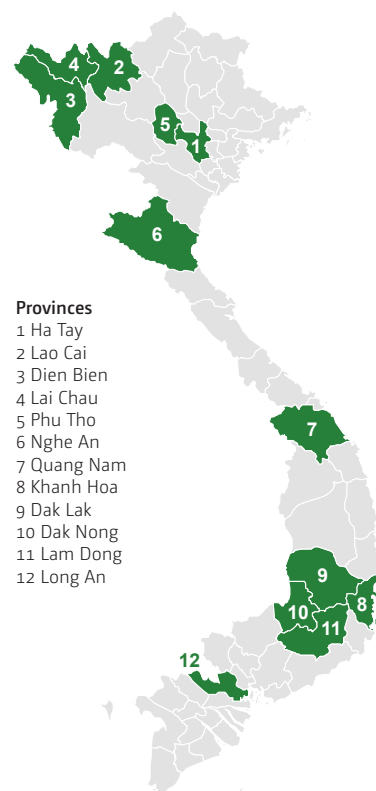 4
2
3
5
1
6
Provinces
1 Ha Tay
2 Lao Cai
3 Dien Bien
4 Lai Chau
5 Phu Tho
6 Nghe An
7 Quang Nam
8 Khanh Hoa
9 Dak Lak
10 Dak Nong
11 Lam Dong
12 Long An
7
9
8
10
11
12